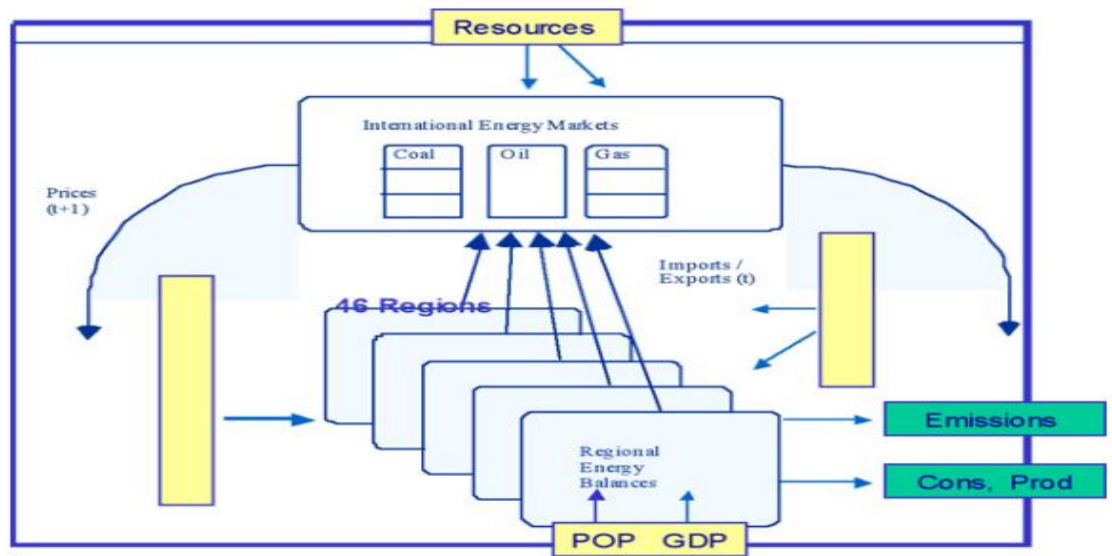 Resources
International Energy Markets
Coal
Oil
Gas
Prices
(t+1)
Imports /
Exports (t)
46 Regions
Emissions
Regional
Energy
Balances
Cons, Prod
POP GDP